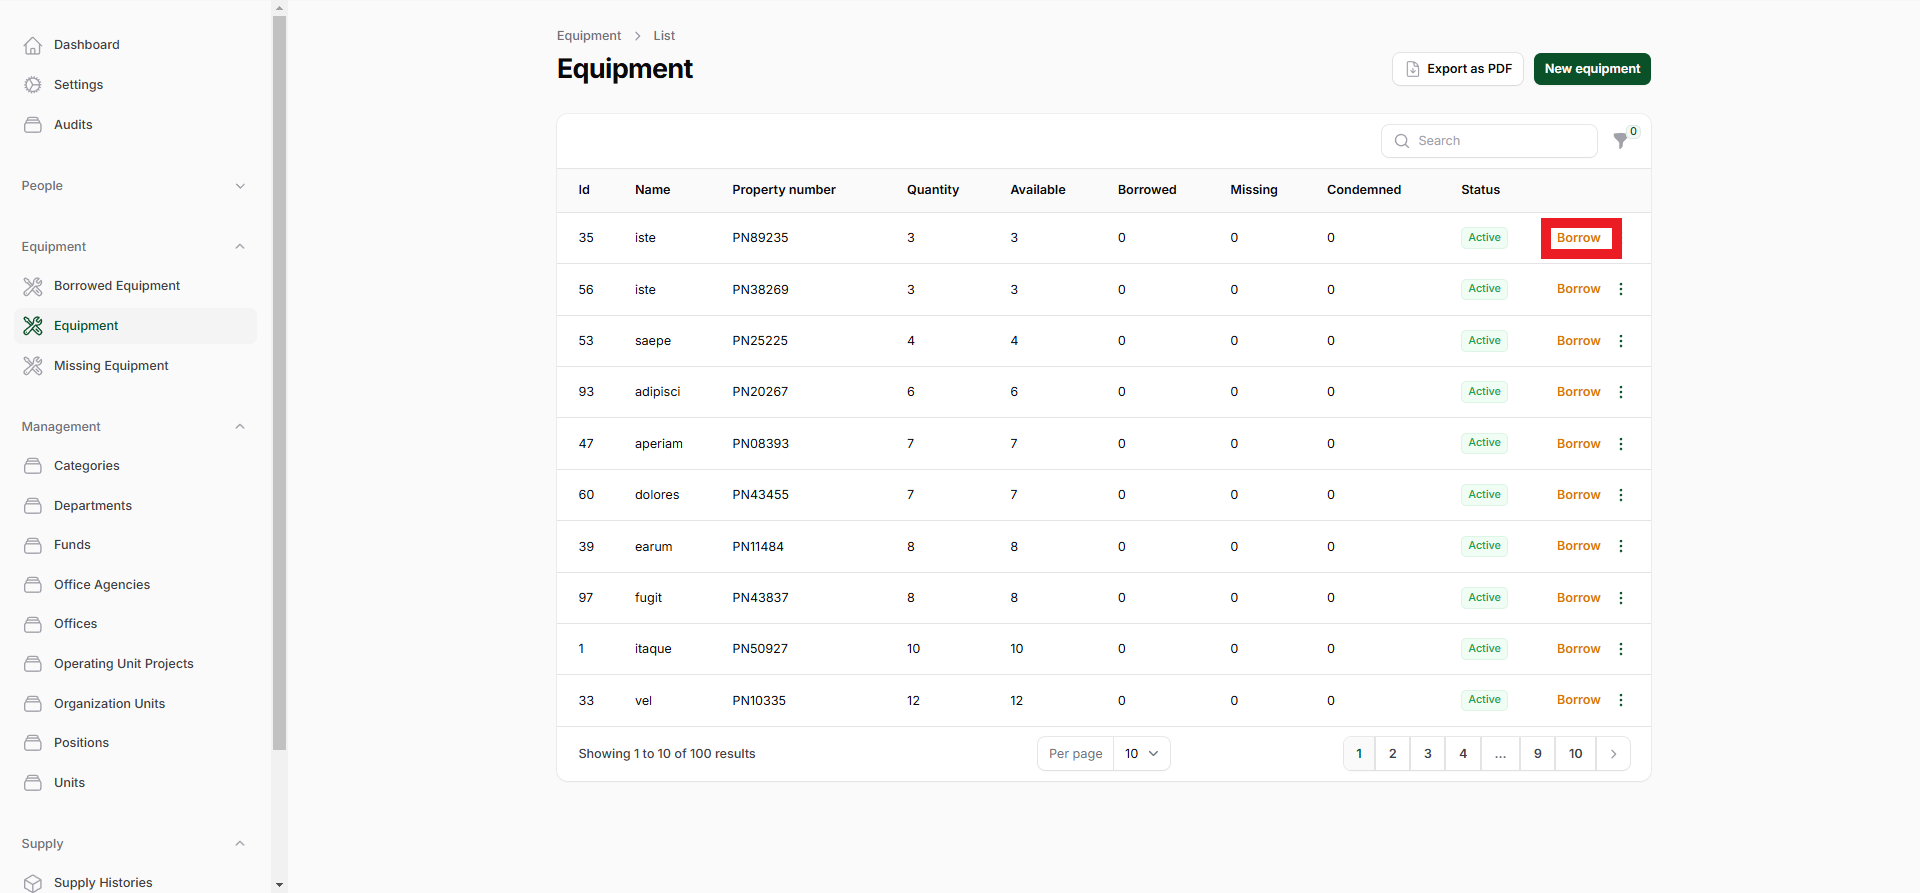 Dashboard
Settings
Audits
People
Equipment
Borrowed Equipment
Equipment
Missing Equipment
Management
Categories
Departments
Funds
Office Agencies
Offices
Operating Unit Projects
Organization Units
Positions
Units
Supply
Supply Histories
Equipment > List
Equipment
Export as PDF New equipment
Search 0
Id Name Property number Quantity Available Borrowed Missing Condemned Status
35 iste PN89235 3 3 0 0 0 Active Borrow
56 iste PN38269 3 3 0 0 0 Active Borrow
53 saepe PN25225 4 4 0 0 0 Active Borrow
93 adipisci PN20267 6 6 0 0 0 Active Borrow
47 aperiam PN08393 7 7 0 0 0 Active Borrow
60 dolores PN43455 7 7 0 0 0 Active Borrow
39 earum PN11484 8 8 0 0 0 Active Borrow
97 fugit PN43837 8 8 0 0 0 Active Borrow
1 itaque PN50927 10 10 0 0 0 Active Borrow
33 vel PN10335 12 12 0 0 0 Active Borrow
Showing 1 to 10 of 100 results Per page 10 1 2 3 4 ... 9 10